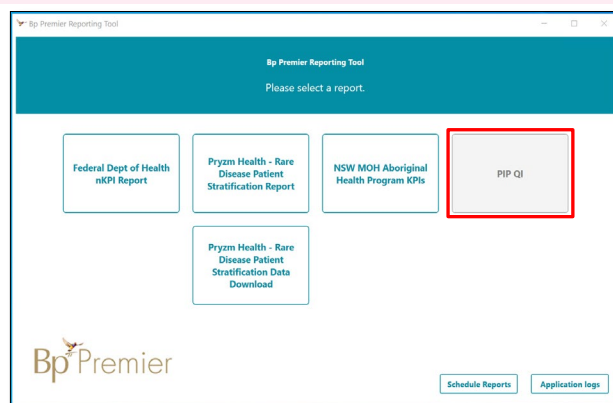 Bp Premier Reporting Tool
Bp Premier Reporting Tool
Please select a report.
Federal Dept of Health
nKPI Report
Pryzm Health - Rare
Disease Patient
Stratification Report
NSW MOH Aboriginal
Health Program KPIs
PIP QI
Pryzm Health - Rare
Disease Patient
Stratification Data
Download
Bp Premier
Schedule Reports
Application logs